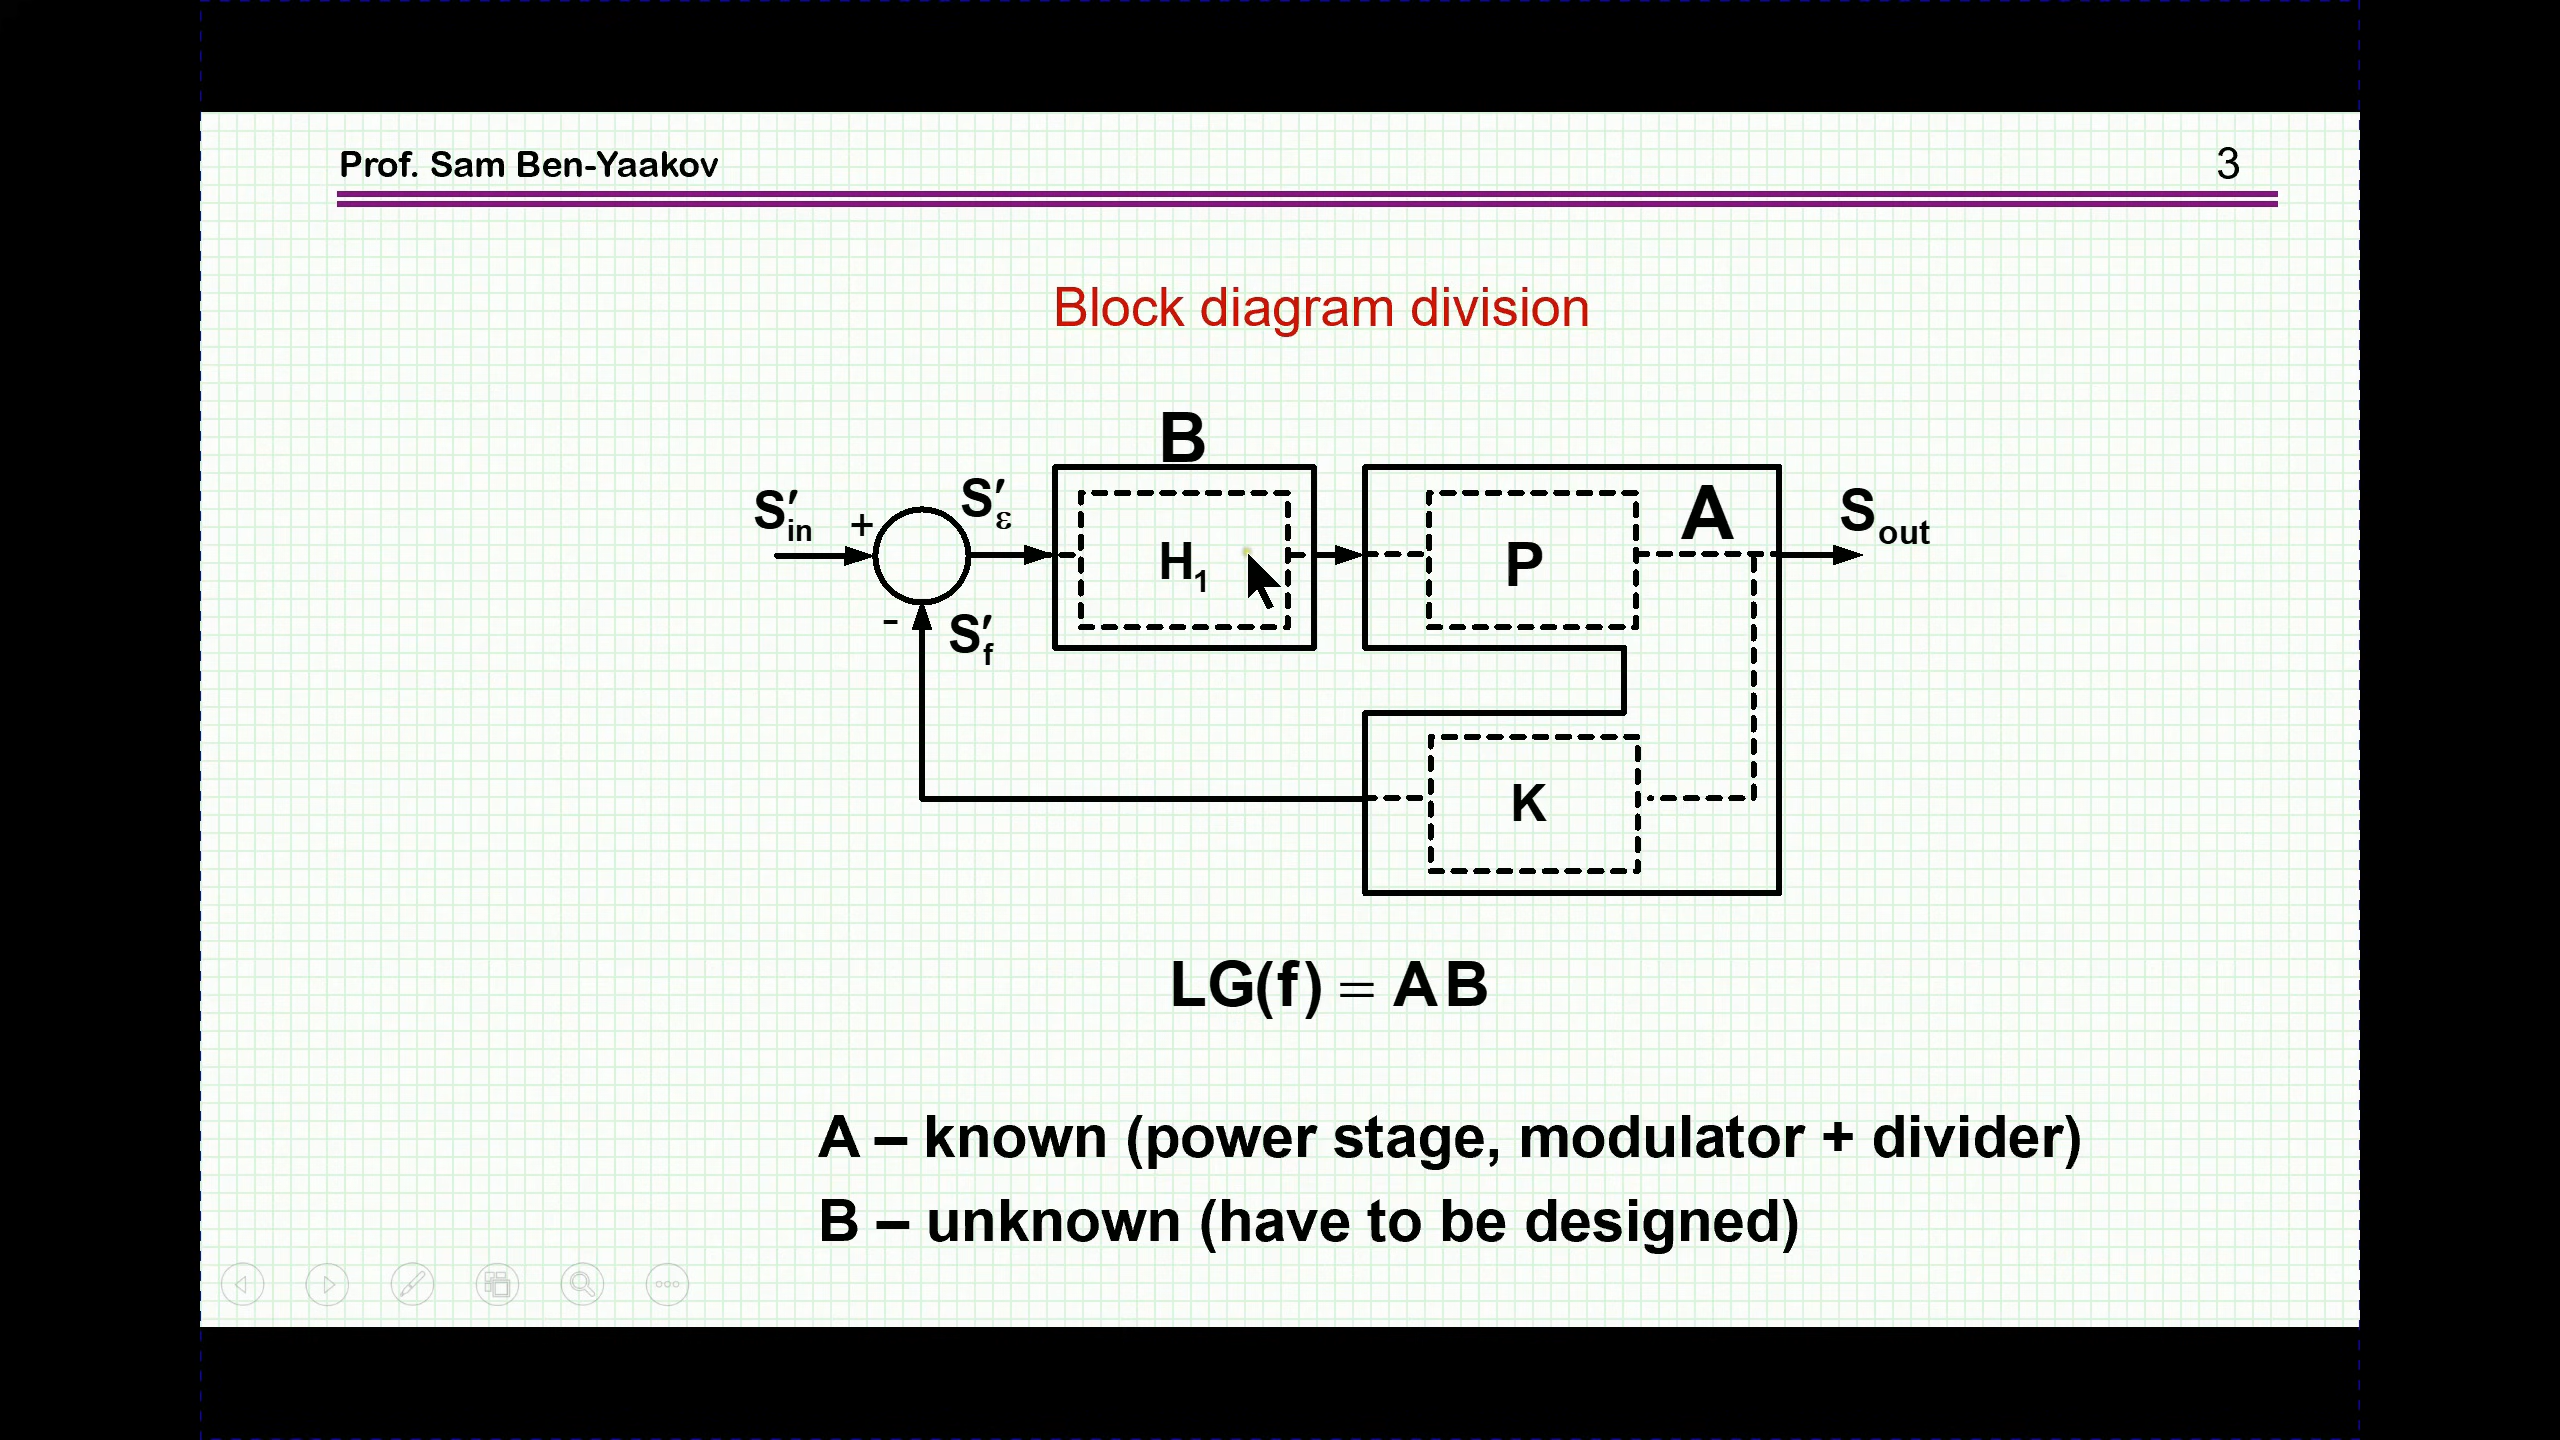 Prof. Sam Ben-Yaakov 3
Block diagram division
B
S′in + S′ε H1 P A Sout
- S′f
K
LG(f) = AB
A – known (power stage, modulator + divider)
B – unknown (have to be designed)